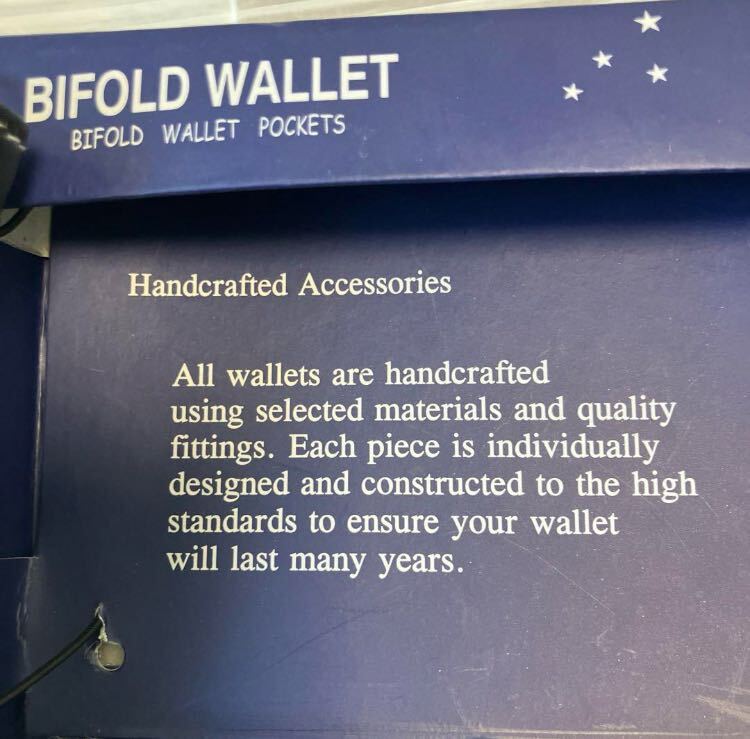 BIFOLD WALLET
BIFOLD WALLET POCKETS
Handcrafted Accessories
All wallets are handcrafted
using selected materials and quality
fittings. Each piece is individually
designed and constructed to the high
standards to ensure your wallet
will last many years.